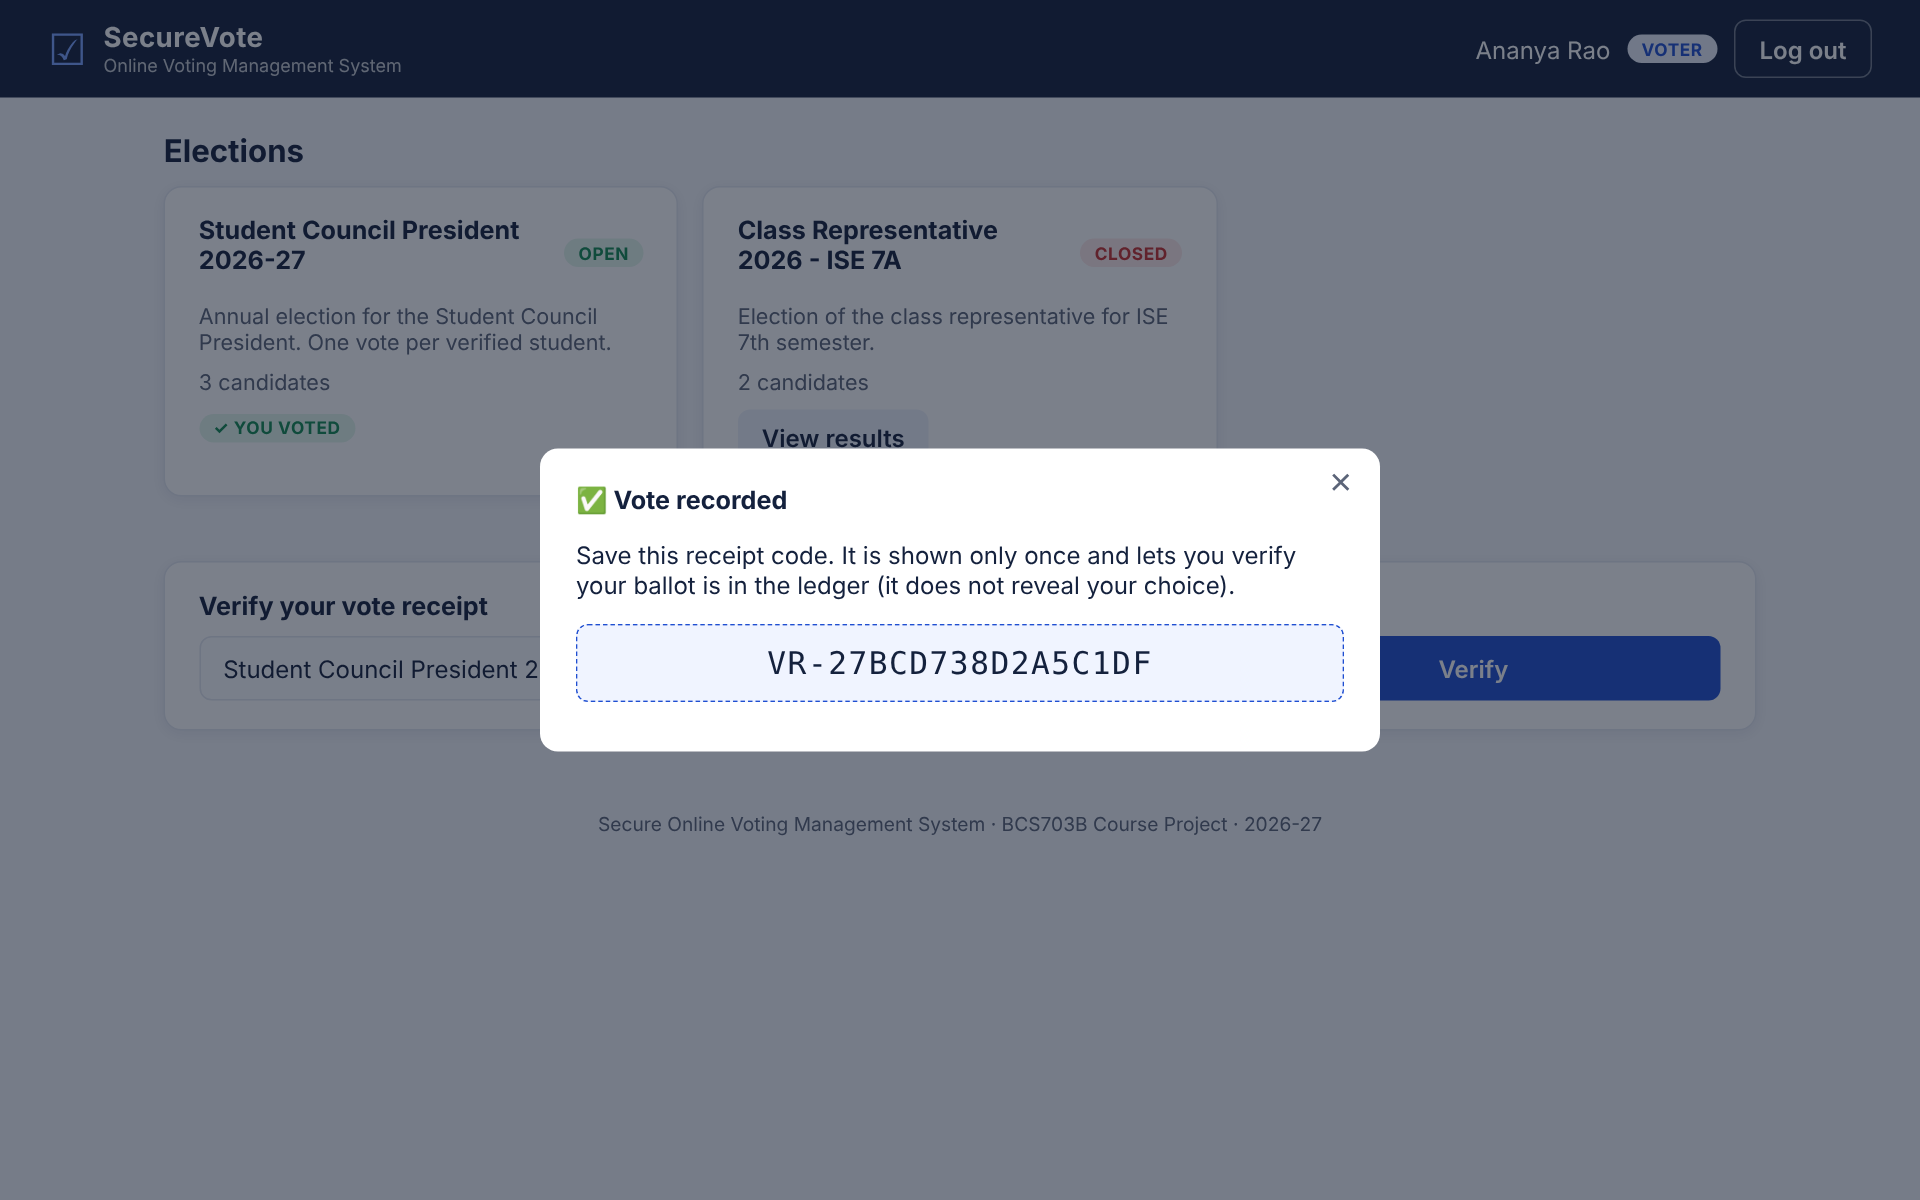 SecureVote
Online Voting Management System
Ananya Rao
VOTER
Log out
Elections
Student Council President
2026-27
OPEN
Annual election for the Student Council
President. One vote per verified student.
3 candidates
✓ YOU VOTED
Class Representative
2026 - ISE 7A
CLOSED
Election of the class representative for ISE
7th semester.
2 candidates
View results
✅ Vote recorded
✕
Save this receipt code. It is shown only once and lets you verify
your ballot is in the ledger (it does not reveal your choice).
VR-27BCD738D2A5C1DF
Verify your vote receipt
Student Council President 2
Verify
Secure Online Voting Management System · BCS703B Course Project · 2026-27